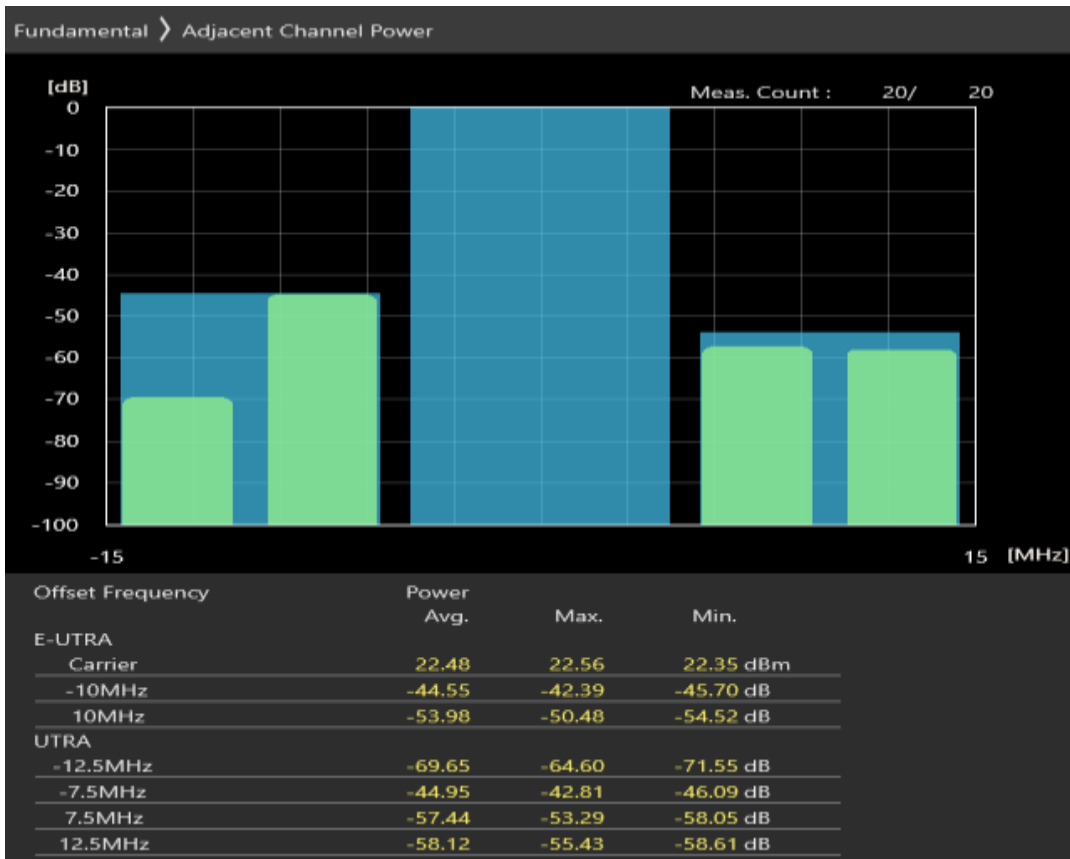 Fundamental 〉 Adjacent Channel Power
[dB]
Meas. Count : 20/ 20
0
-10
-20
-30
-40
-50
-60
-70
-80
-90
-100
-15 15 [MHz]
Offset Frequency Power
Avg. Max. Min.
E-UTRA
Carrier 22.48 22.56 22.35 dBm
-10MHz -44.55 -42.39 -45.70 dB
10MHz -53.98 -50.48 -54.52 dB
UTRA
-12.5MHz -69.65 -64.60 -71.55 dB
-7.5MHz -44.95 -42.81 -46.09 dB
7.5MHz -57.44 -53.29 -58.05 dB
12.5MHz -58.12 -55.43 -58.61 dB